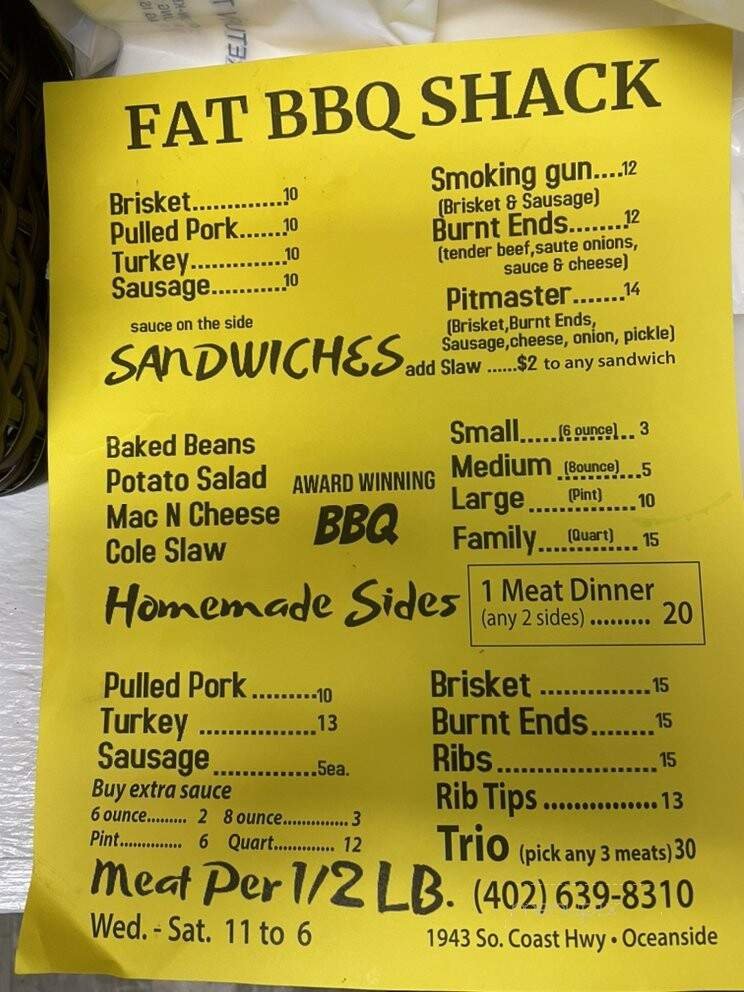 FAT BBQ SHACK
Brisket..............10
Pulled Pork......10
Turkey..............10
Sausage...........10
sauce on the side
SANDWICHES
Smoking gun....12
(Brisket & Sausage)
Burnt Ends........12
(tender beef,saute onions,
sauce & cheese)
Pitmaster.......14
(Brisket,Burnt Ends,
Sausage,cheese, onion, pickle)
add Slaw ......$2 to any sandwich
Baked Beans
Potato Salad
Mac N Cheese
Cole Slaw
AWARD WINNING
BBQ
Homemade Sides
Small.....(6 ounce)... 3
Medium (8ounce)...5
Large ....(Pint)....10
Family....(Quart).... 15
1 Meat Dinner
(any 2 sides) ......... 20
Pulled Pork .........10
Turkey ................13
Sausage ..............5ea.
Buy extra sauce
6 ounce......... 2 8 ounce............... 3
Pint............... 6 Quart.............. 12
Meat Per 1/2 LB.
Wed. - Sat. 11 to 6
Brisket ...............15
Burnt Ends........15
Ribs......................15
Rib Tips ................13
Trio (pick any 3 meats)30
(402) 639-8310
1943 So. Coast Hwy • Oceanside